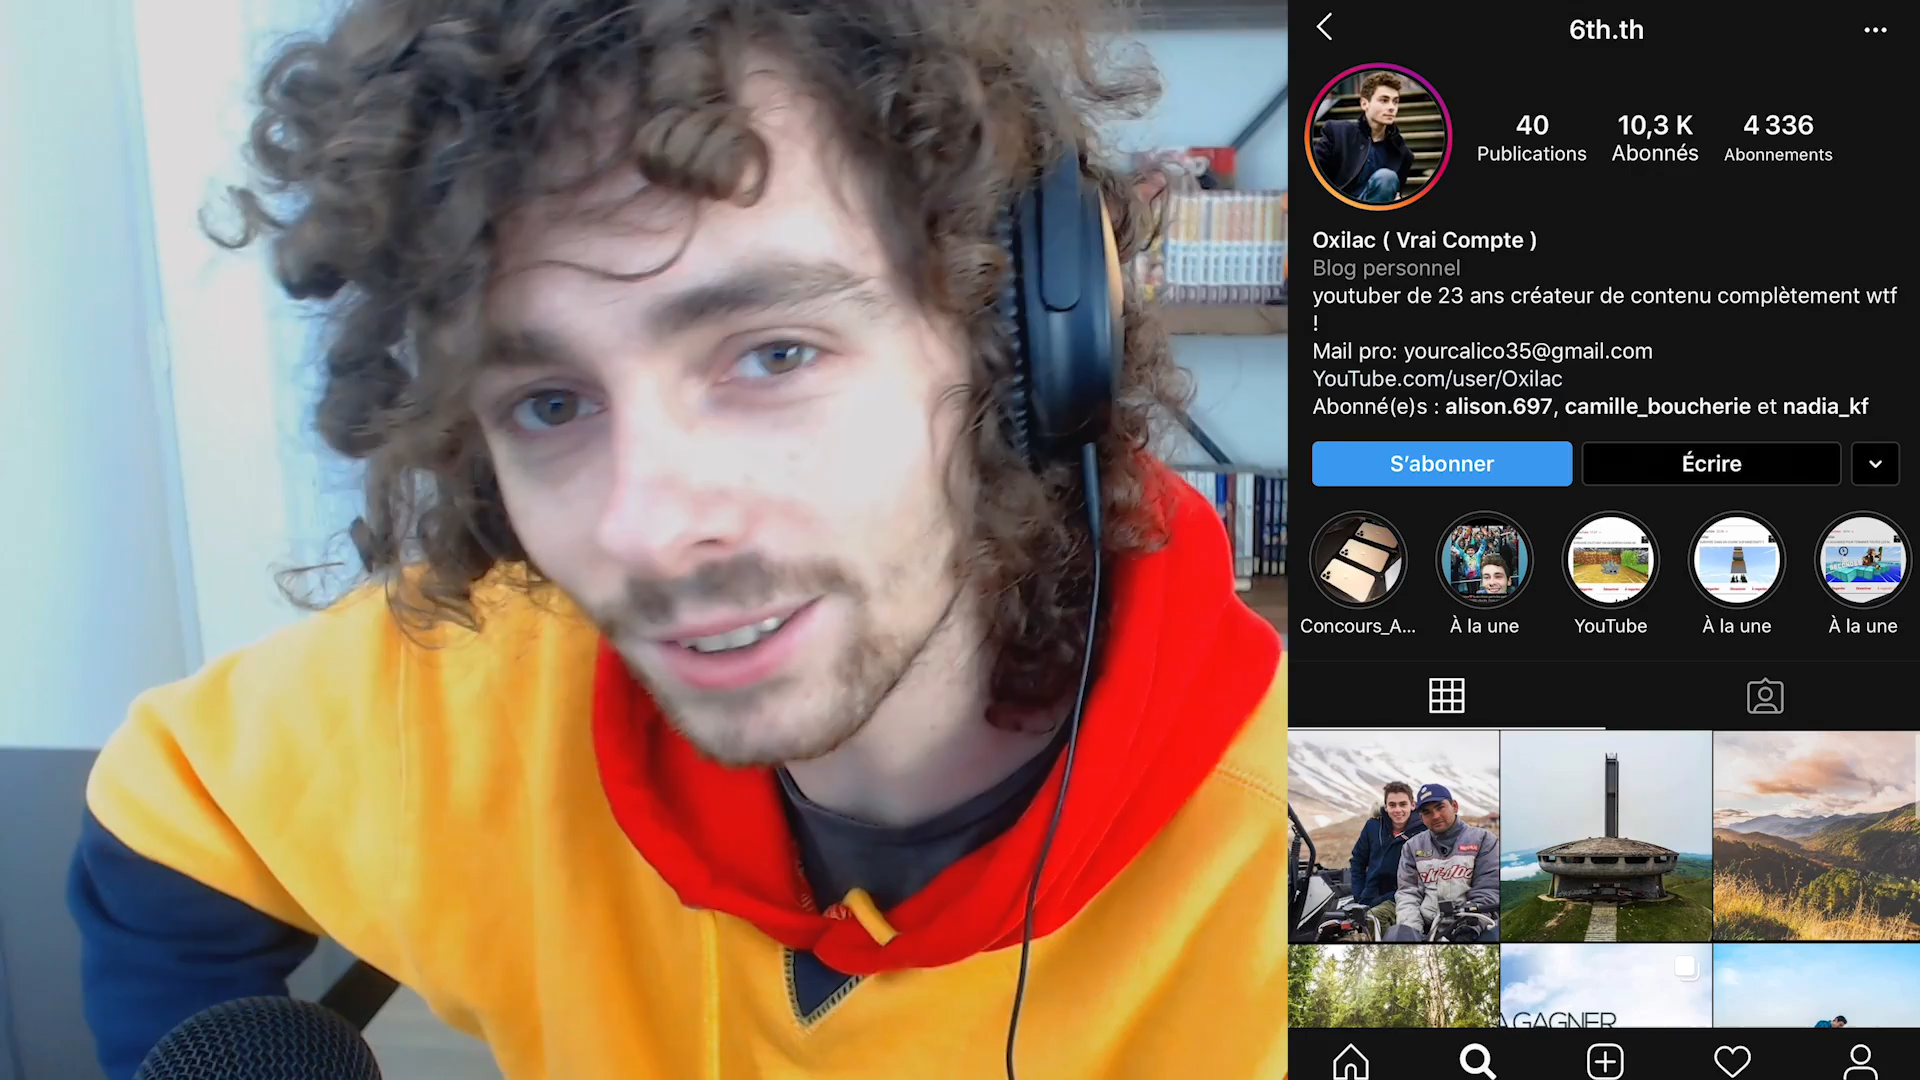 6th.th
40
Publications
10,3 K
Abonnés
4 336
Abonnements
Oxilac ( Vrai Compte )
Blog personnel
youtuber de 23 ans créateur de contenu complètement wtf
!
Mail pro: yourcalico35@gmail.com
YouTube.com/user/Oxilac
Abonné(e)s : alison.697, camille_boucherie et nadia_kf
S'abonner
Écrire
Concours_A...
À la une
YouTube
À la une
À la une
SKI-DOO
A GAGNER